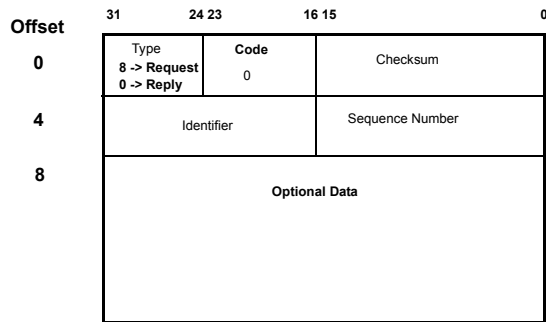 31 24 23 16 15 0
Offset
0
Type
8 -> Request
0 -> Reply
Code
0
Checksum
4
Identifier
Sequence Number
8
Optional Data